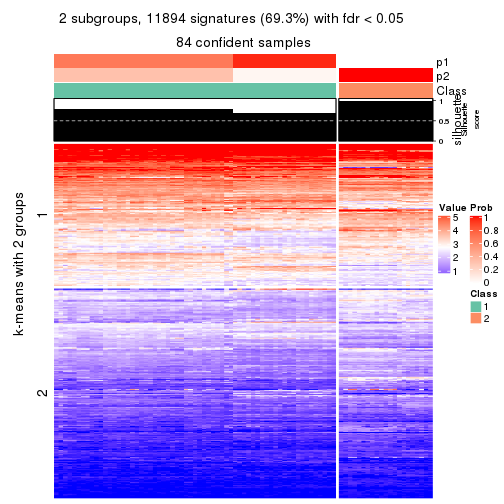 2 subgroups, 11894 signatures (69.3%) with fdr < 0.05
84 confident samples
p1
p2
Class
silhouette
1
0.5
0
Silhouette
score
k-means with 2 groups
1
2
Value
5
4
3
2
1
Prob
1
0.8
0.6
0.4
0.2
0
Class
1
2